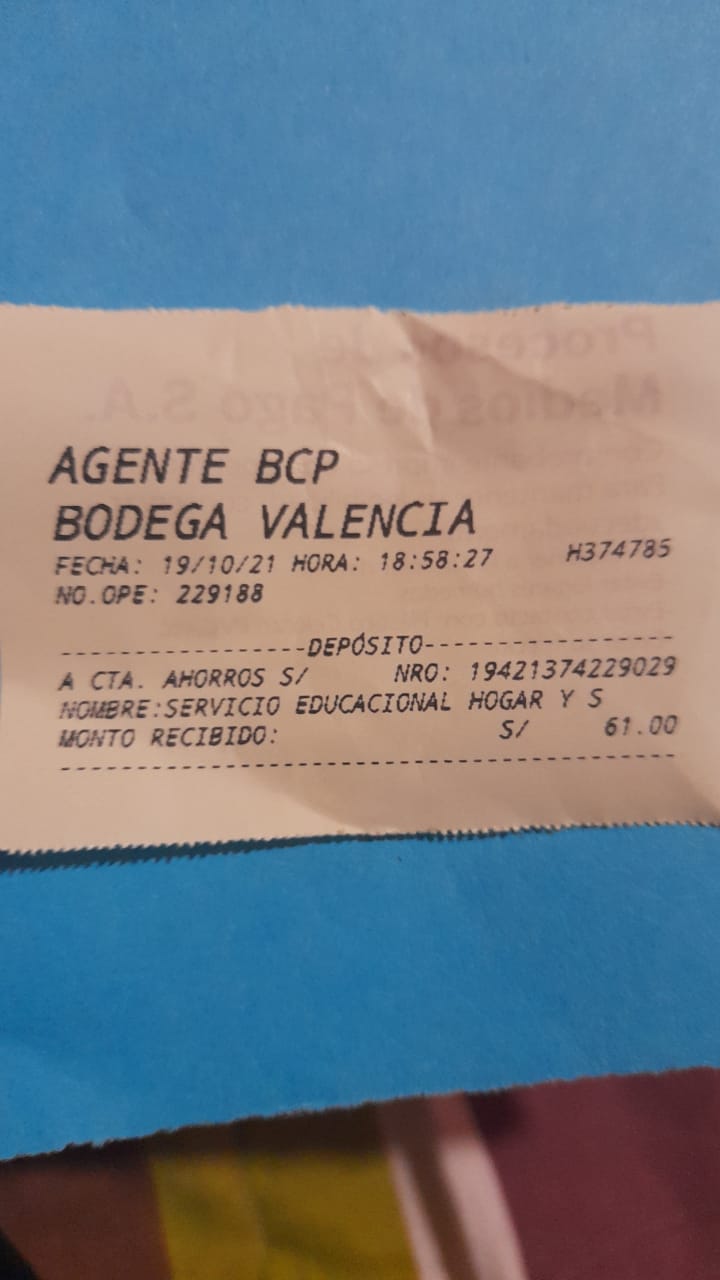 AGENTE BCP
BODEGA VALENCIA
FECHA: 19/10/21 HORA: 18:58:27 H374785
NO.OPE: 229188
-----------------DEPÓSITO-----------------
A CTA. AHORROS S/ NRO: 19421374229029
NOMBRE:SERVICIO EDUCACIONAL HOGAR Y S
MONTO RECIBIDO: S/ 61.00
------------------------------------------